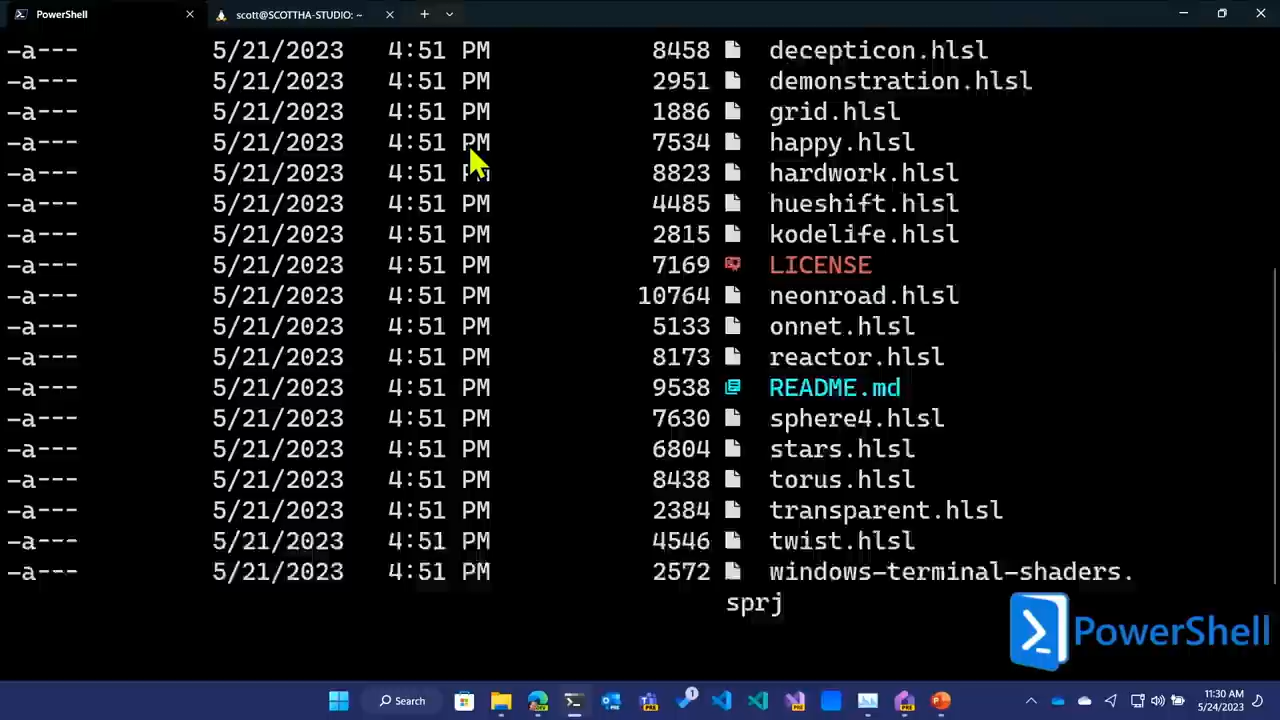 PowerShell
scott@SCOTTHA-STUDIO: ~
-a--- 5/21/2023 4:51 PM 8458 decepticon.hlsl
-a--- 5/21/2023 4:51 PM 2951 demonstration.hlsl
-a--- 5/21/2023 4:51 PM 1886 grid.hlsl
-a--- 5/21/2023 4:51 PM 7534 happy.hlsl
-a--- 5/21/2023 4:51 PM 8823 hardwork.hlsl
-a--- 5/21/2023 4:51 PM 4485 hueshift.hlsl
-a--- 5/21/2023 4:51 PM 2815 kodelife.hlsl
-a--- 5/21/2023 4:51 PM 7169 LICENSE
-a--- 5/21/2023 4:51 PM 10764 neonroad.hlsl
-a--- 5/21/2023 4:51 PM 5133 onnet.hlsl
-a--- 5/21/2023 4:51 PM 8173 reactor.hlsl
-a--- 5/21/2023 4:51 PM 9538 README.md
-a--- 5/21/2023 4:51 PM 7630 sphere4.hlsl
-a--- 5/21/2023 4:51 PM 6804 stars.hlsl
-a--- 5/21/2023 4:51 PM 8438 torus.hlsl
-a--- 5/21/2023 4:51 PM 2384 transparent.hlsl
-a--- 5/21/2023 4:51 PM 4546 twist.hlsl
-a--- 5/21/2023 4:51 PM 2572 windows-terminal-shaders.
sprj
PowerShell
Search
PRE
1
PRE
PRE
11:30 AM
5/24/2023